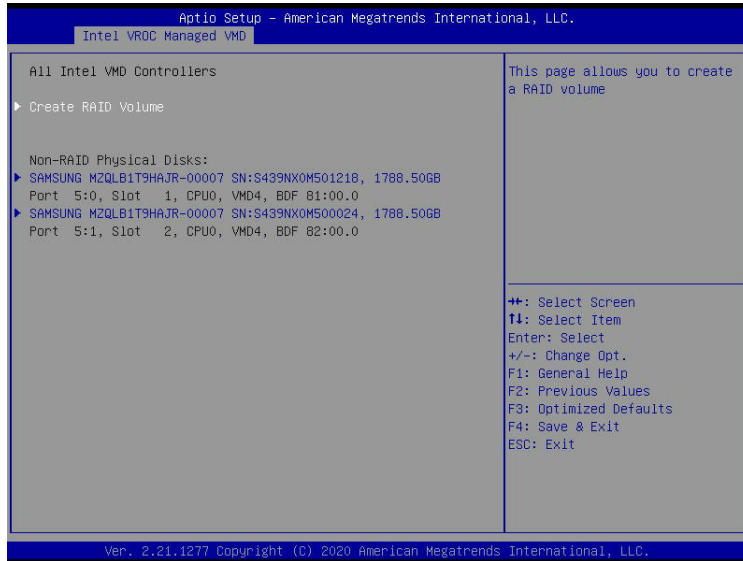 Aptio Setup – American Megatrends International, LLC.
Intel VROC Managed VMD
All Intel VMD Controllers
Create RAID Volume
Non-RAID Physical Disks:
SAMSUNG MZQLB1T9HAJR-00007 SN:S439NX0M501218, 1788.50GB
Port 5:0, Slot 1, CPU0, VMD4, BDF 81:00.0
SAMSUNG MZQLB1T9HAJR-00007 SN:S439NX0M500024, 1788.50GB
Port 5:1, Slot 2, CPU0, VMD4, BDF 82:00.0
This page allows you to create
a RAID volume
→←: Select Screen
↑↓: Select Item
Enter: Select
+/-: Change Opt.
F1: General Help
F2: Previous Values
F3: Optimized Defaults
F4: Save & Exit
ESC: Exit
Ver. 2.21.1277 Copyright (C) 2020 American Megatrends International, LLC.